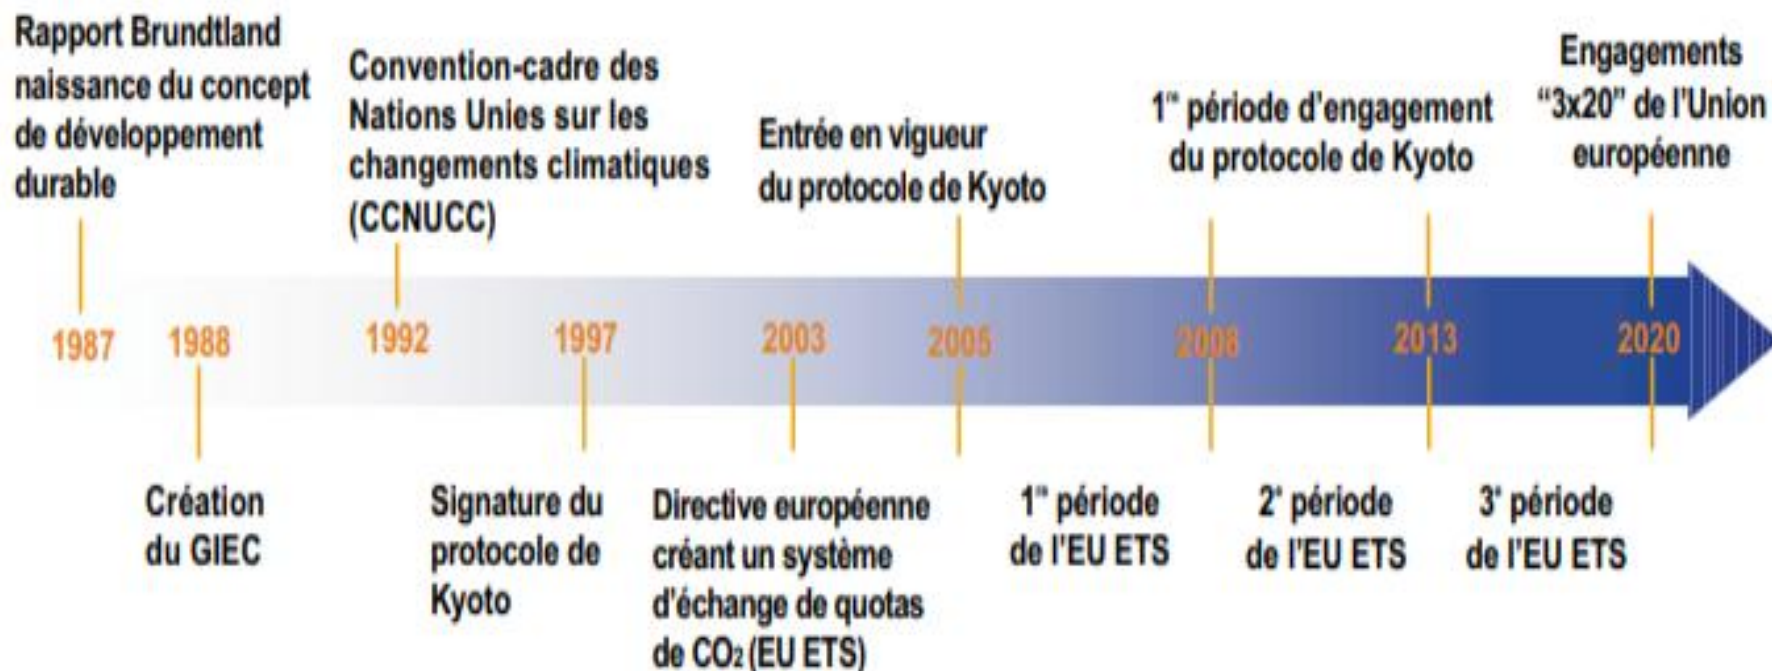 Rapport Brundtland
naissance du concept
de développement
durable
Convention-cadre des
Nations Unies sur les
changements climatiques
(CCNUCC)
Entrée en vigueur
du protocole de Kyoto
1re période d'engagement
du protocole de Kyoto
Engagements
“3x20” de l'Union
européenne
1987
1988
1992
1997
2003
2005
2008
2013
2020
Création
du GIEC
Signature du
protocole de
Kyoto
Directive européenne
créant un système
d'échange de quotas
de CO2 (EU ETS)
1re période
de l'EU ETS
2e période
de l'EU ETS
3e période
de l'EU ETS